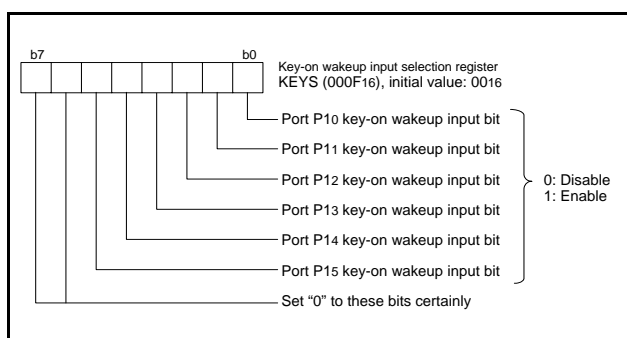 b7 b0
Key-on wakeup input selection register
KEYS (000F16), initial value: 0016
Port P10 key-on wakeup input bit
Port P11 key-on wakeup input bit
Port P12 key-on wakeup input bit
Port P13 key-on wakeup input bit
Port P14 key-on wakeup input bit
Port P15 key-on wakeup input bit
0: Disable
1: Enable
Set “0” to these bits certainly